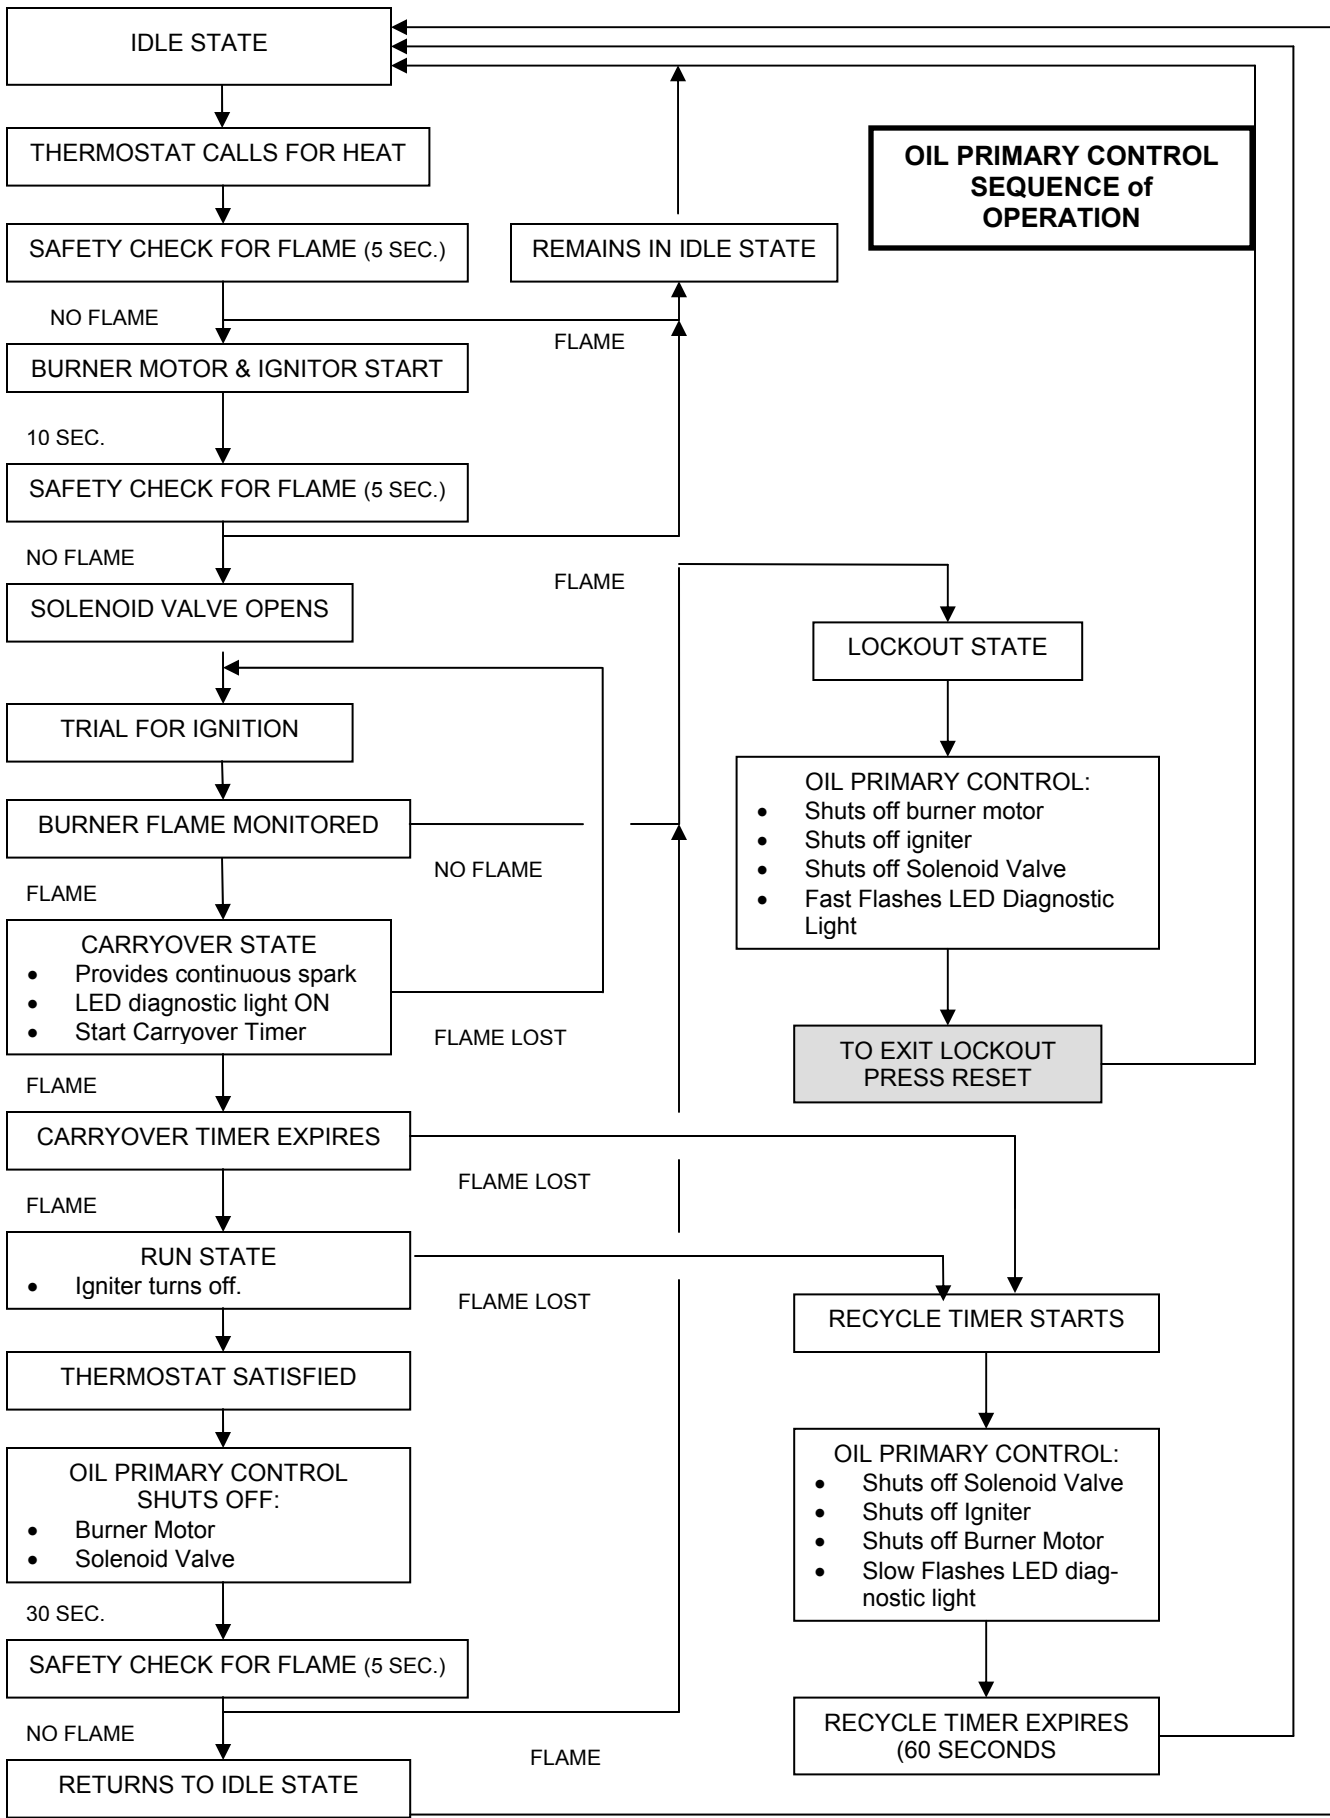 IDLE STATE
THERMOSTAT CALLS FOR HEAT
OIL PRIMARY CONTROL
SEQUENCE of
OPERATION
SAFETY CHECK FOR FLAME (5 SEC.)
REMAINS IN IDLE STATE
NO FLAME
FLAME
BURNER MOTOR & IGNITOR START
10 SEC.
SAFETY CHECK FOR FLAME (5 SEC.)
NO FLAME
FLAME
SOLENOID VALVE OPENS
LOCKOUT STATE
TRIAL FOR IGNITION
OIL PRIMARY CONTROL:
• Shuts off burner motor
• Shuts off igniter
• Shuts off Solenoid Valve
• Fast Flashes LED Diagnostic
Light
BURNER FLAME MONITORED
NO FLAME
FLAME
CARRYOVER STATE
• Provides continuous spark
• LED diagnostic light ON
• Start Carryover Timer
FLAME LOST
TO EXIT LOCKOUT
PRESS RESET
FLAME
CARRYOVER TIMER EXPIRES
FLAME LOST
FLAME
RUN STATE
• Igniter turns off.
FLAME LOST
RECYCLE TIMER STARTS
THERMOSTAT SATISFIED
OIL PRIMARY CONTROL
SHUTS OFF:
• Burner Motor
• Solenoid Valve
OIL PRIMARY CONTROL:
• Shuts off Solenoid Valve
• Shuts off Igniter
• Shuts off Burner Motor
• Slow Flashes LED diag-
nostic light
30 SEC.
SAFETY CHECK FOR FLAME (5 SEC.)
NO FLAME
FLAME
RECYCLE TIMER EXPIRES
(60 SECONDS
RETURNS TO IDLE STATE